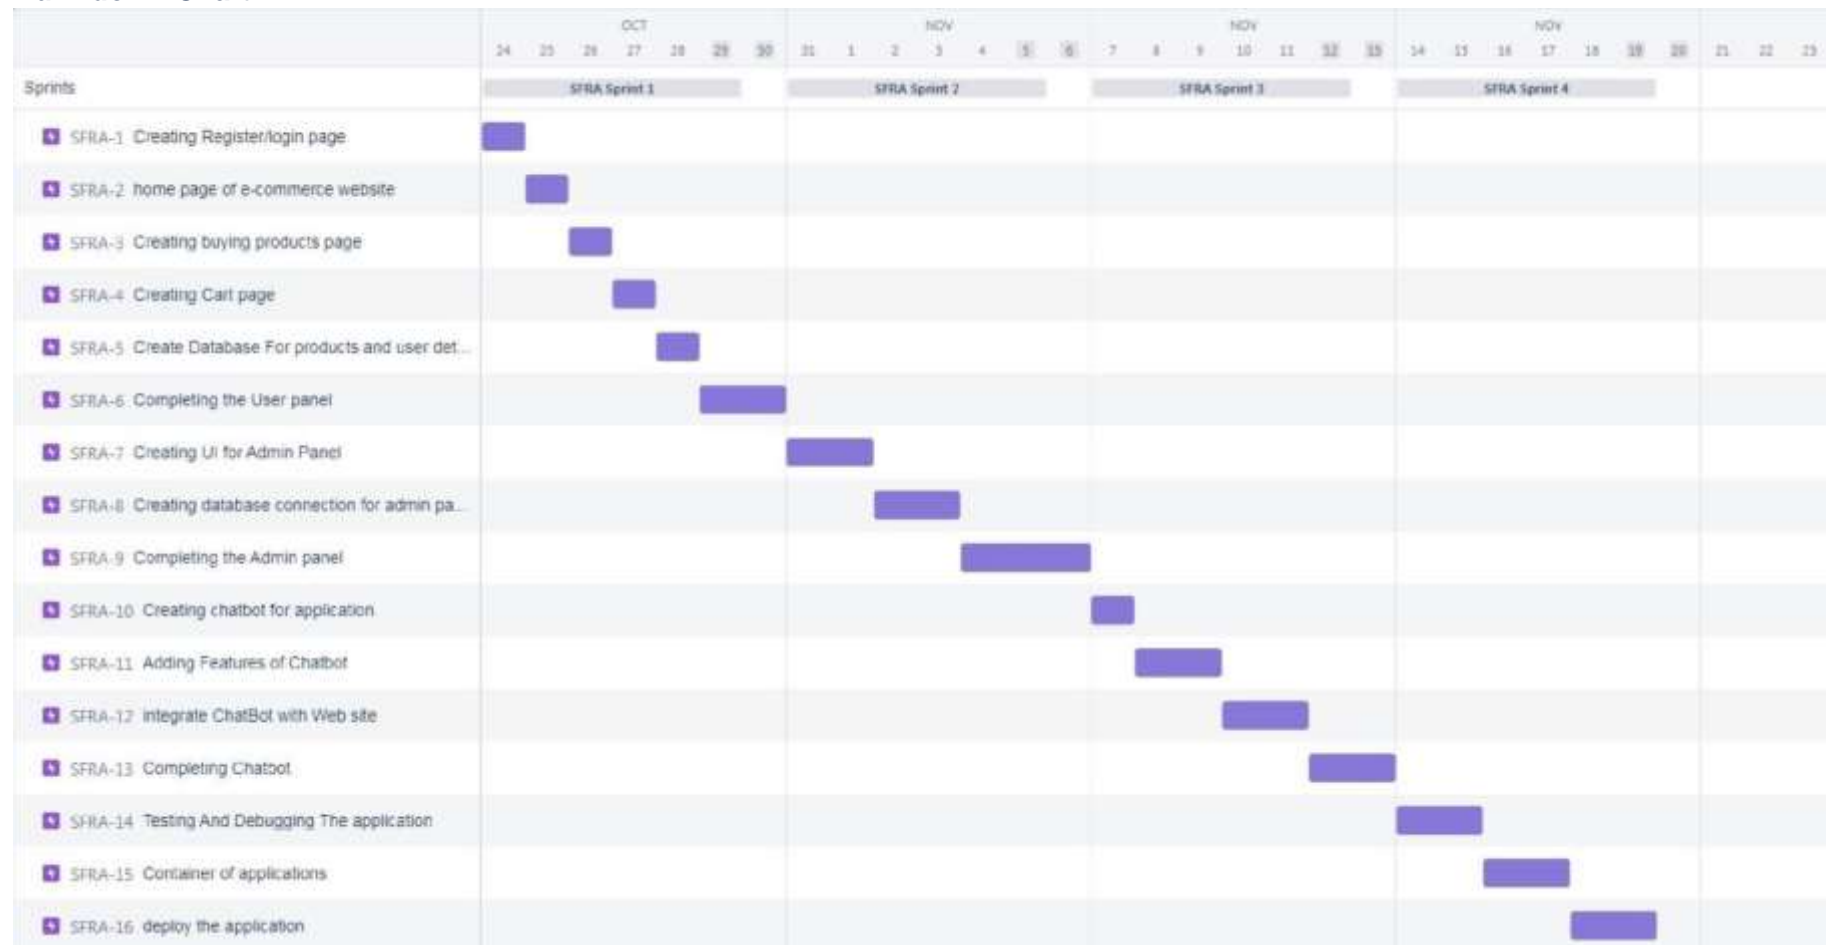 OCT NOV NOV NOV
24 25 26 27 28 29 30 31 1 2 3 4 5 6 7 8 9 10 11 12 13 14 15 16 17 18 19 20 21 22 23
Sprints SFRA Sprint 1 SFRA Sprint 2 SFRA Sprint 3 SFRA Sprint 4
SFRA-1 Creating Register/login page
SFRA-2 home page of e-commerce website
SFRA-3 Creating buying products page
SFRA-4 Creating Cart page
SFRA-5 Create Database For products and user det...
SFRA-6 Completing the User panel
SFRA-7 Creating UI for Admin Panel
SFRA-8 Creating database connection for admin pa...
SFRA-9 Completing the Admin panel
SFRA-10 Creating chatbot for application
SFRA-11 Adding Features of Chatbot
SFRA-12 integrate ChatBot with Web site
SFRA-13 Completing Chatbot
SFRA-14 Testing And Debugging The application
SFRA-15 Container of applications
SFRA-16 deploy the application